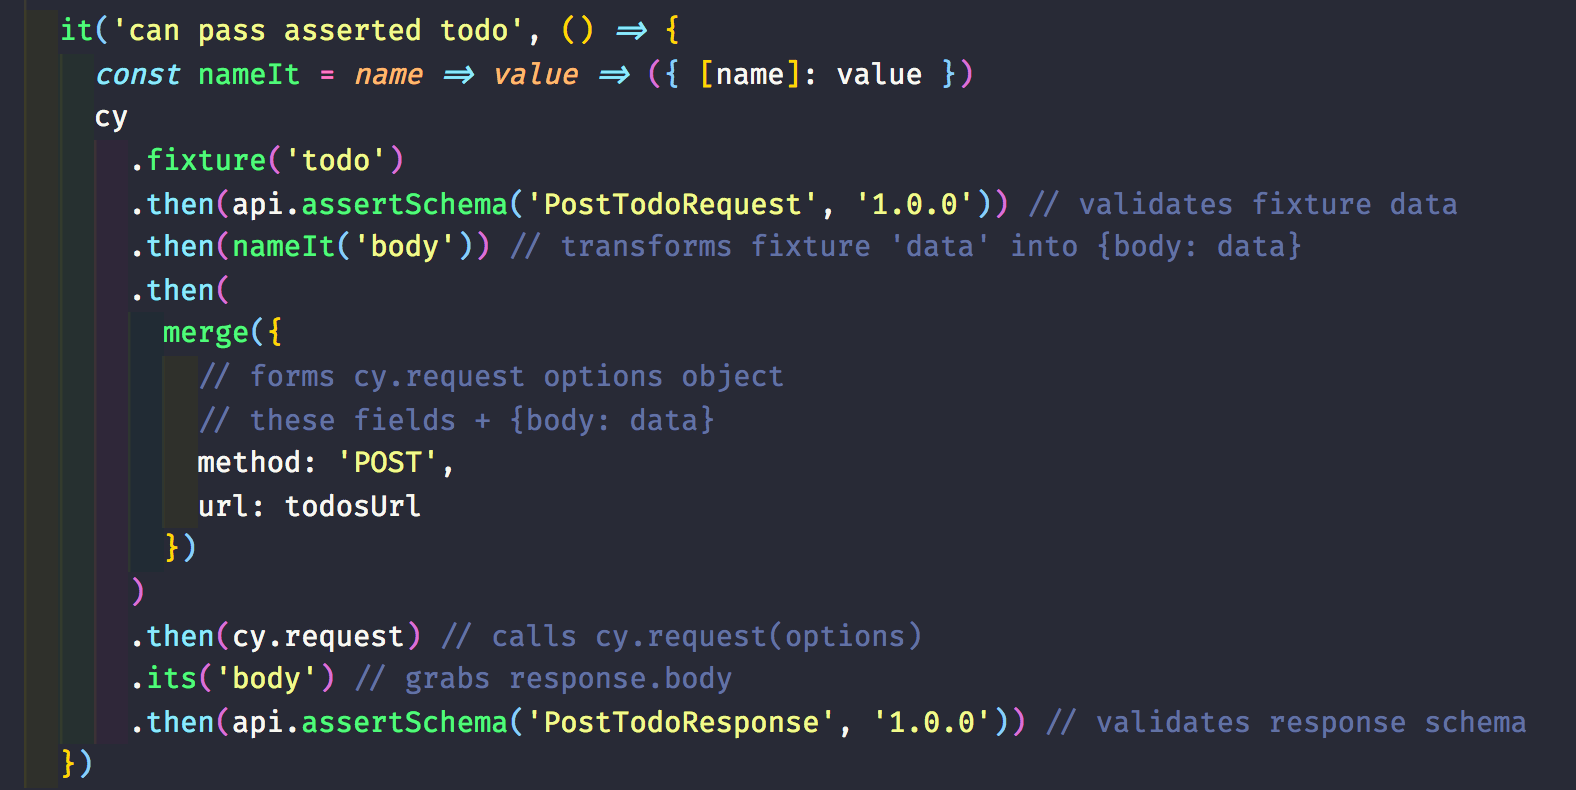 it('can pass asserted todo', () => {
const nameIt = name => value => ({ [name]: value })
cy
.fixture('todo')
.then(api.assertSchema('PostTodoRequest', '1.0.0')) // validates fixture data
.then(nameIt('body')) // transforms fixture 'data' into {body: data}
.then(
merge({
// forms cy.request options object
// these fields + {body: data}
method: 'POST',
url: todosUrl
})
)
.then(cy.request) // calls cy.request(options)
.its('body') // grabs response.body
.then(api.assertSchema('PostTodoResponse', '1.0.0')) // validates response schema
})